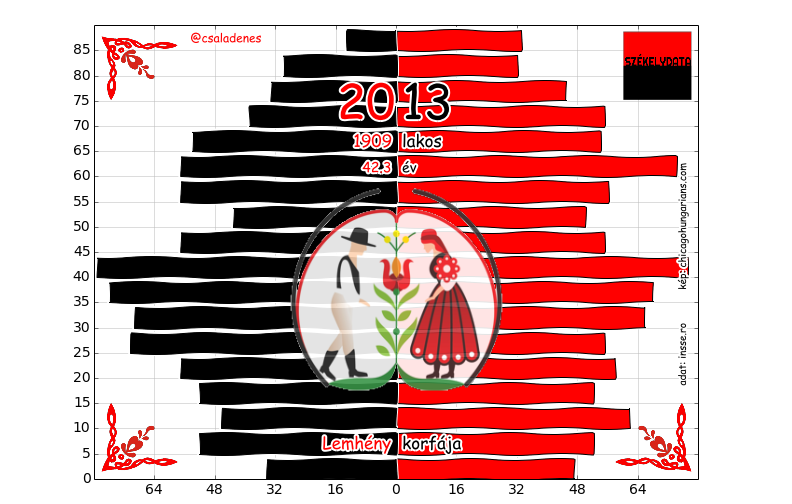 @csaladenes
SZÉKELYDATA
2013
1909 lakos
42.3 év
kép: chicagohungarians.com
adat: insse.ro
Lemhény korfája
85
80
75
70
65
60
55
50
45
40
35
30
25
20
15
10
5
0
64 48 32 16 0 16 32 48 64